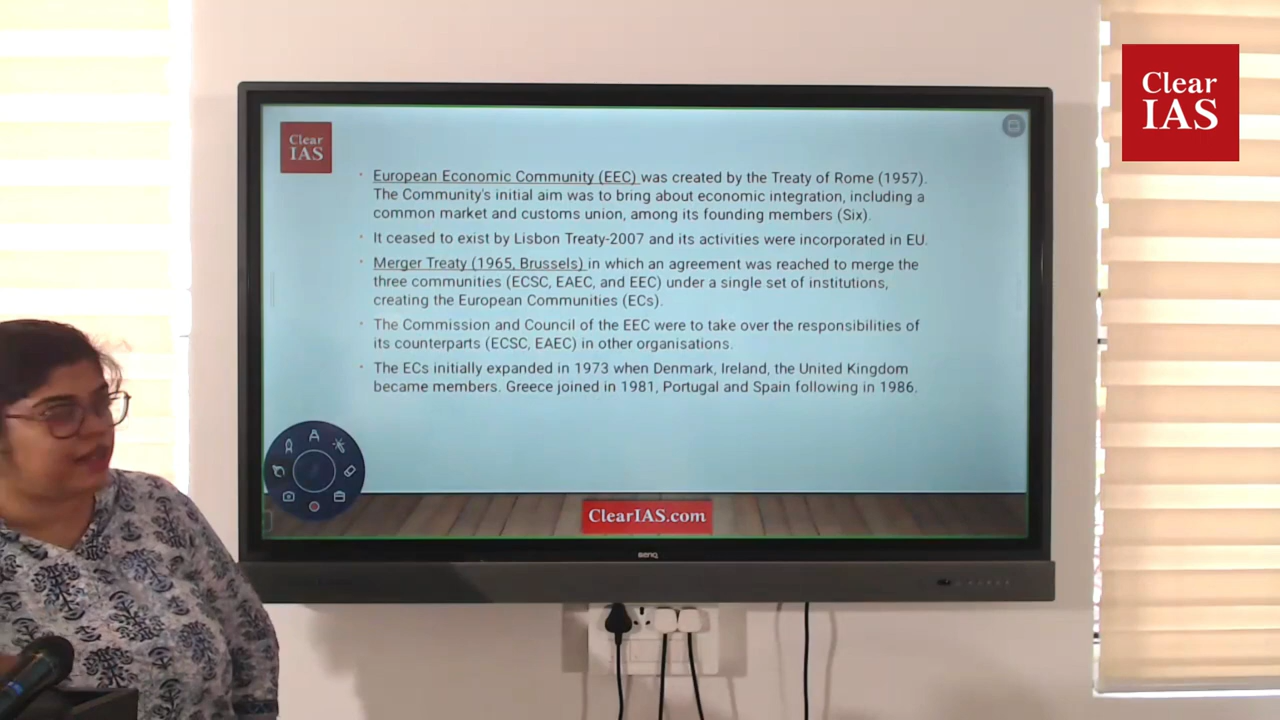 Clear
IAS
Clear
IAS
European Economic Community (EEC) was created by the Treaty of Rome (1957).
The Community's initial aim was to bring about economic integration, including a
common market and customs union, among its founding members (Six).
It ceased to exist by Lisbon Treaty-2007 and its activities were incorporated in EU.
Merger Treaty (1965, Brussels) in which an agreement was reached to merge the
three communities (ECSC, EAEC, and EEC) under a single set of institutions,
creating the European Communities (ECs).
The Commission and Council of the EEC were to take over the responsibilities of
its counterparts (ECSC, EAEC) in other organisations.
The ECs initially expanded in 1973 when Denmark, Ireland, the United Kingdom
became members. Greece joined in 1981, Portugal and Spain following in 1986.
ClearIAS.com
BenQ